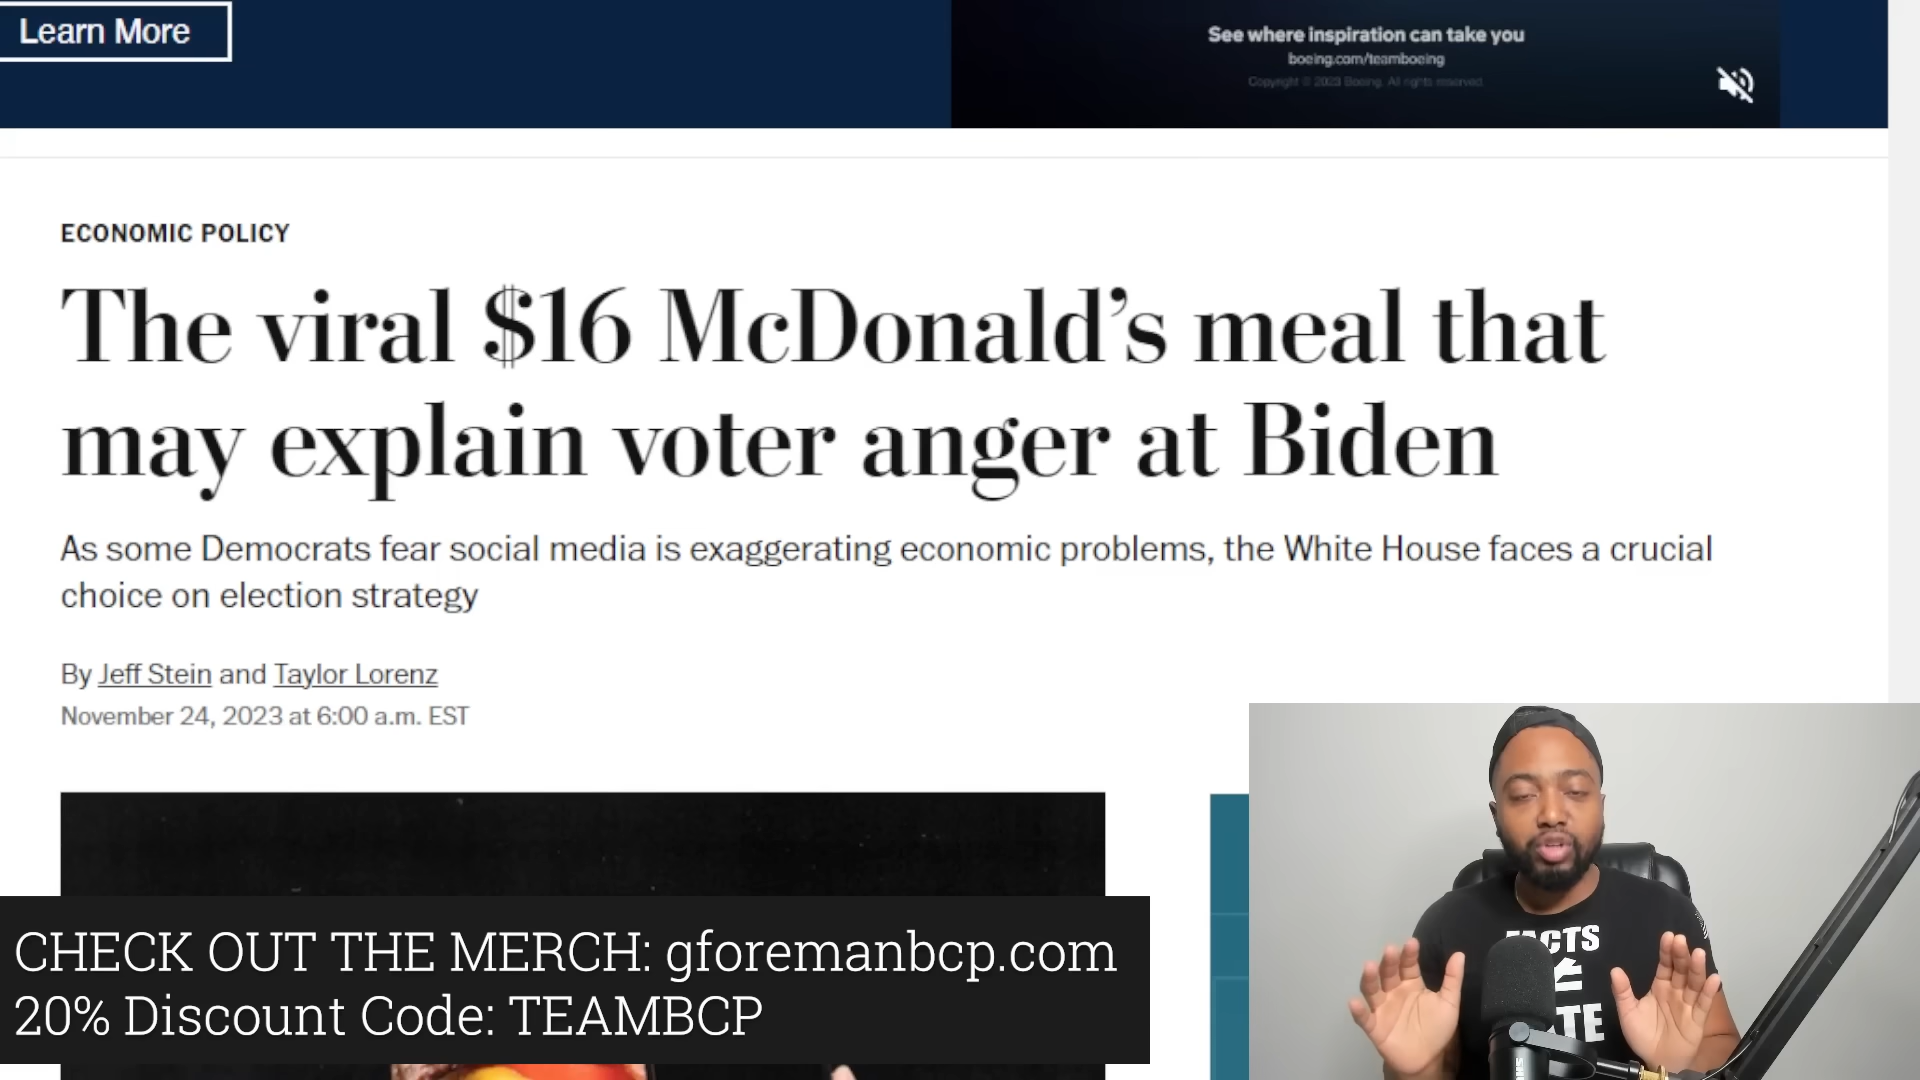 Learn More
See where inspiration can take you
boeing.com/teamboeing
Copyright © 2023 Boeing. All rights reserved.
ECONOMIC POLICY
The viral $16 McDonald’s meal that
may explain voter anger at Biden
As some Democrats fear social media is exaggerating economic problems, the White House faces a crucial
choice on election strategy
By Jeff Stein and Taylor Lorenz
November 24, 2023 at 6:00 a.m. EST
CHECK OUT THE MERCH: gforemanbcp.com
20% Discount Code: TEAMBCP